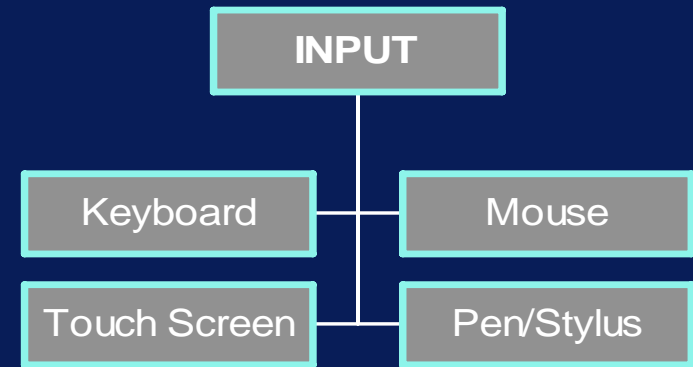 INPUT
Keyboard
Mouse
Touch Screen
Pen/Stylus